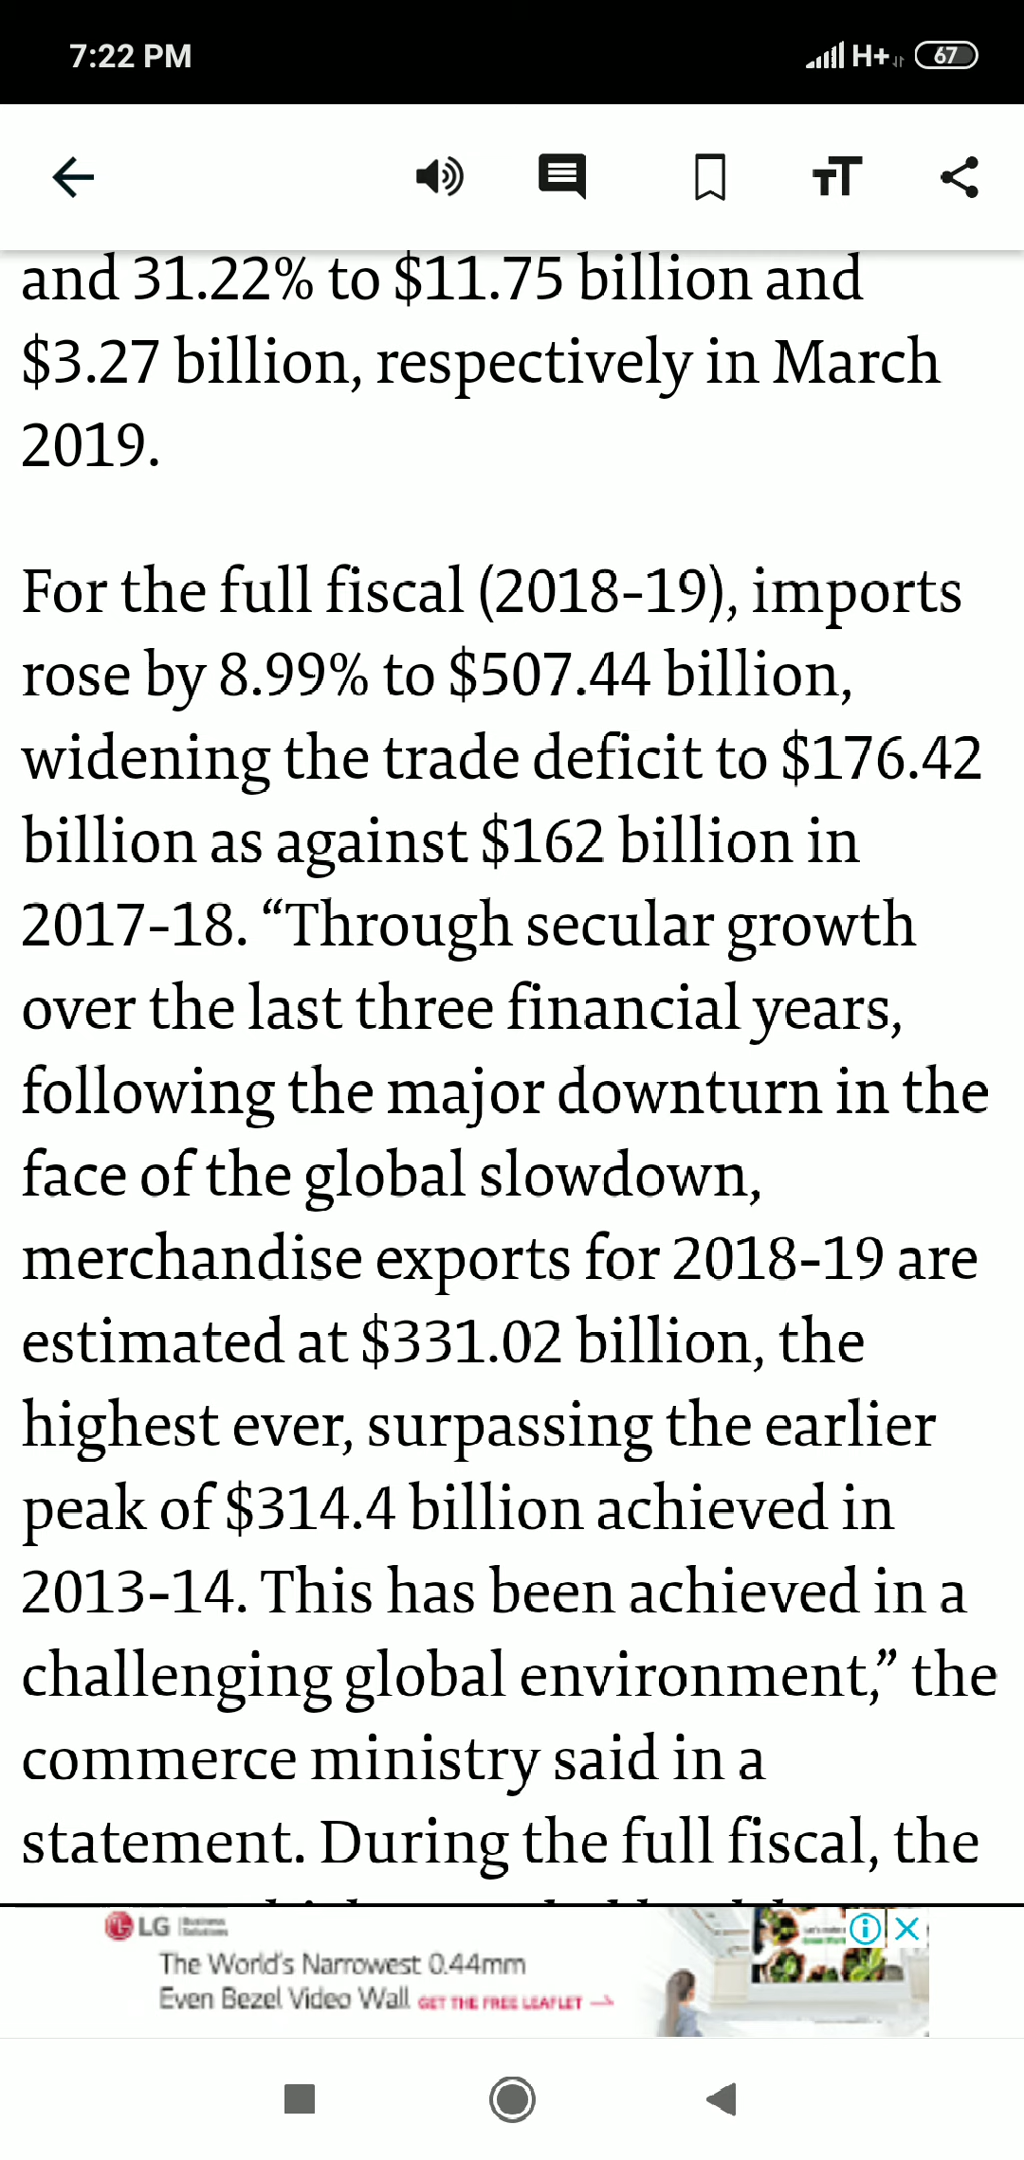 7:22 PM
H+
67
TT
and 31.22% to $11.75 billion and
$3.27 billion, respectively in March
2019.
For the full fiscal (2018-19), imports
rose by 8.99% to $507.44 billion,
widening the trade deficit to $176.42
billion as against $162 billion in
2017-18. “Through secular growth
over the last three financial years,
following the major downturn in the
face of the global slowdown,
merchandise exports for 2018-19 are
estimated at $331.02 billion, the
highest ever, surpassing the earlier
peak of $314.4 billion achieved in
2013-14. This has been achieved in a
challenging global environment,” the
commerce ministry said in a
statement. During the full fiscal, the
LG Business Solutions
The World's Narrowest 0.44mm
Even Bezel Video Wall GET THE FREE LEAFLET